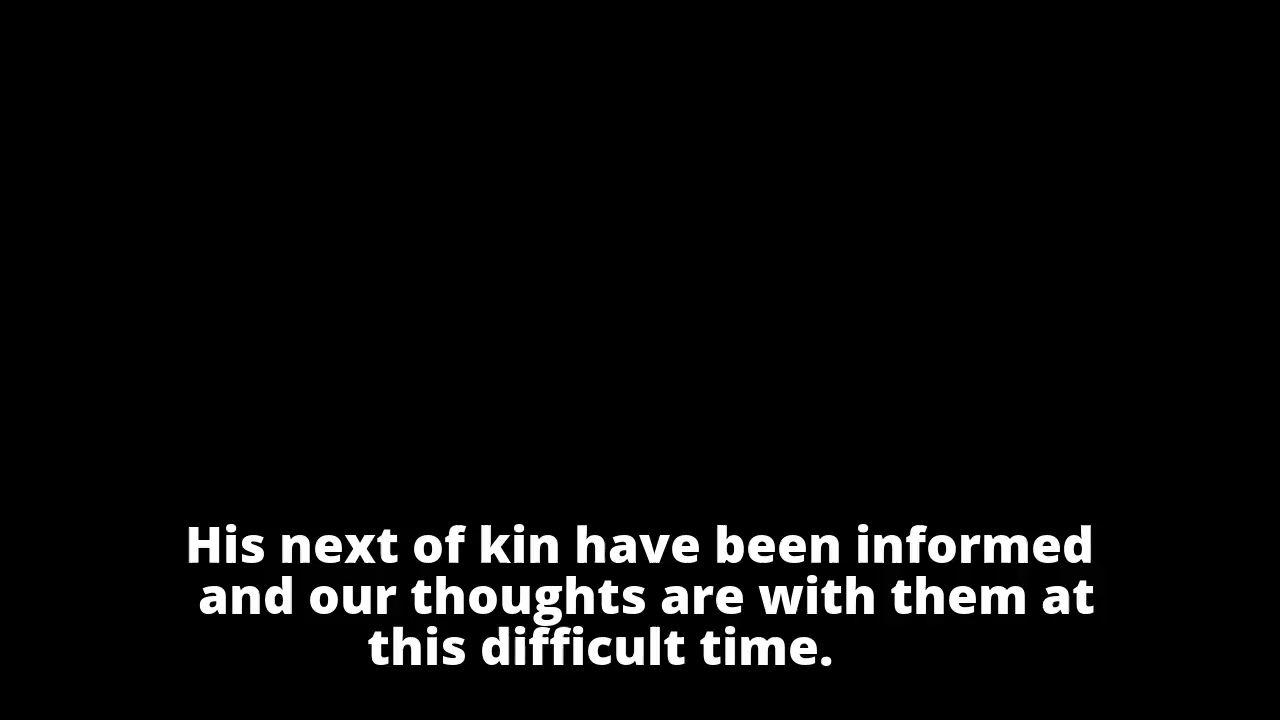 His next of kin have been informed
and our thoughts are with them at
this difficult time.